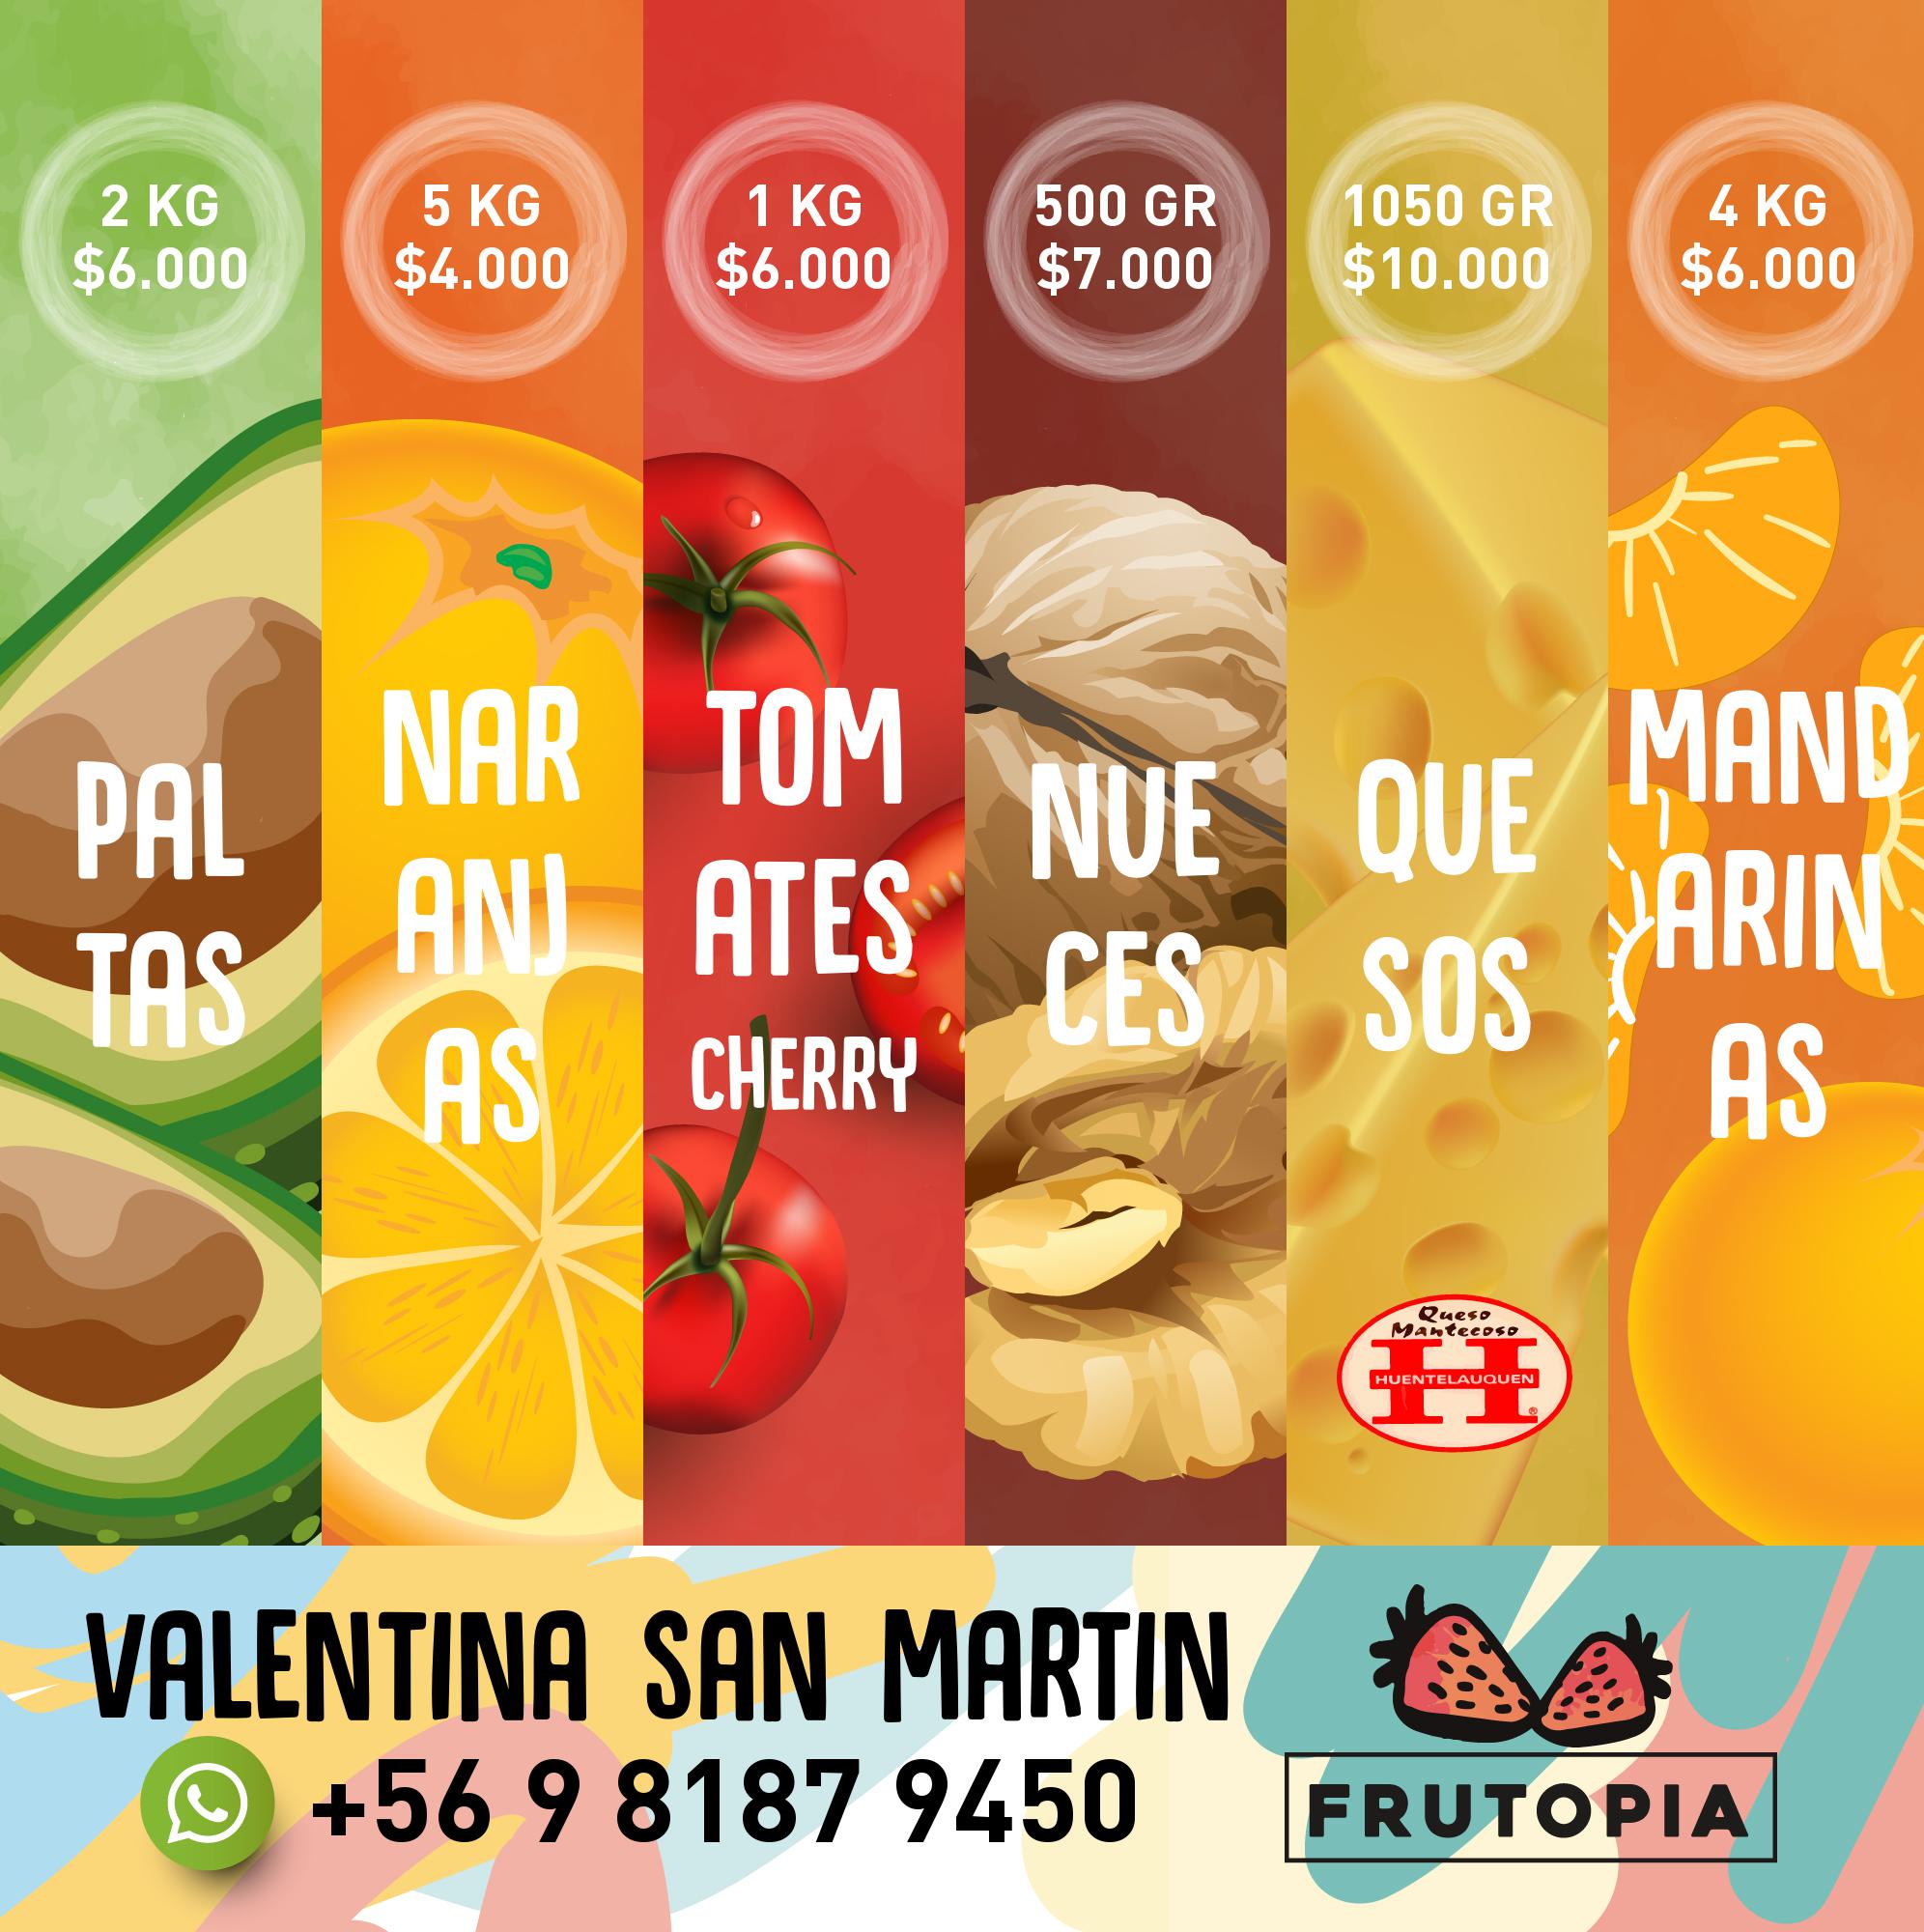 2 KG
$6.000
PAL
TAS
5 KG
$4.000
NAR
ANJ
AS
1 KG
$6.000
TOM
ATES
CHERRY
500 GR
$7.000
NUE
CES
1050 GR
$10.000
QUE
SOS
Queso
Mantecoso
H
HUENTELAUQUEN
®
4 KG
$6.000
MAND
ARIN
AS
VALENTINA SAN MARTIN
+56 9 8187 9450
FRUTOPIA